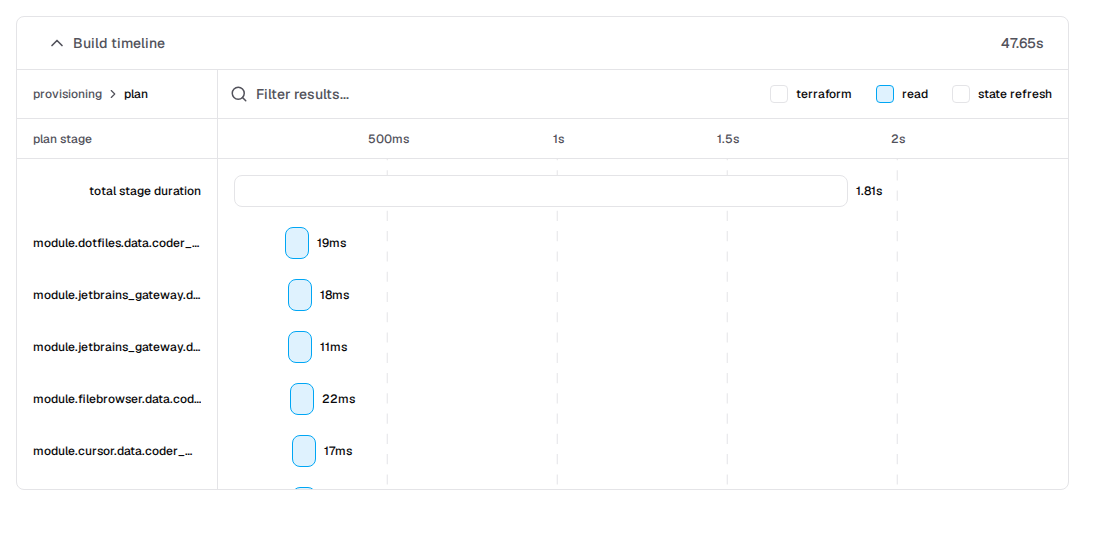 Build timeline 47.65s
provisioning > plan Filter results... terraform read state refresh
plan stage 500ms 1s 1.5s 2s
total stage duration 1.81s
module.dotfiles.data.coder_... 19ms
module.jetbrains_gateway.d... 18ms
module.jetbrains_gateway.d... 11ms
module.filebrowser.data.cod... 22ms
module.cursor.data.coder_... 17ms